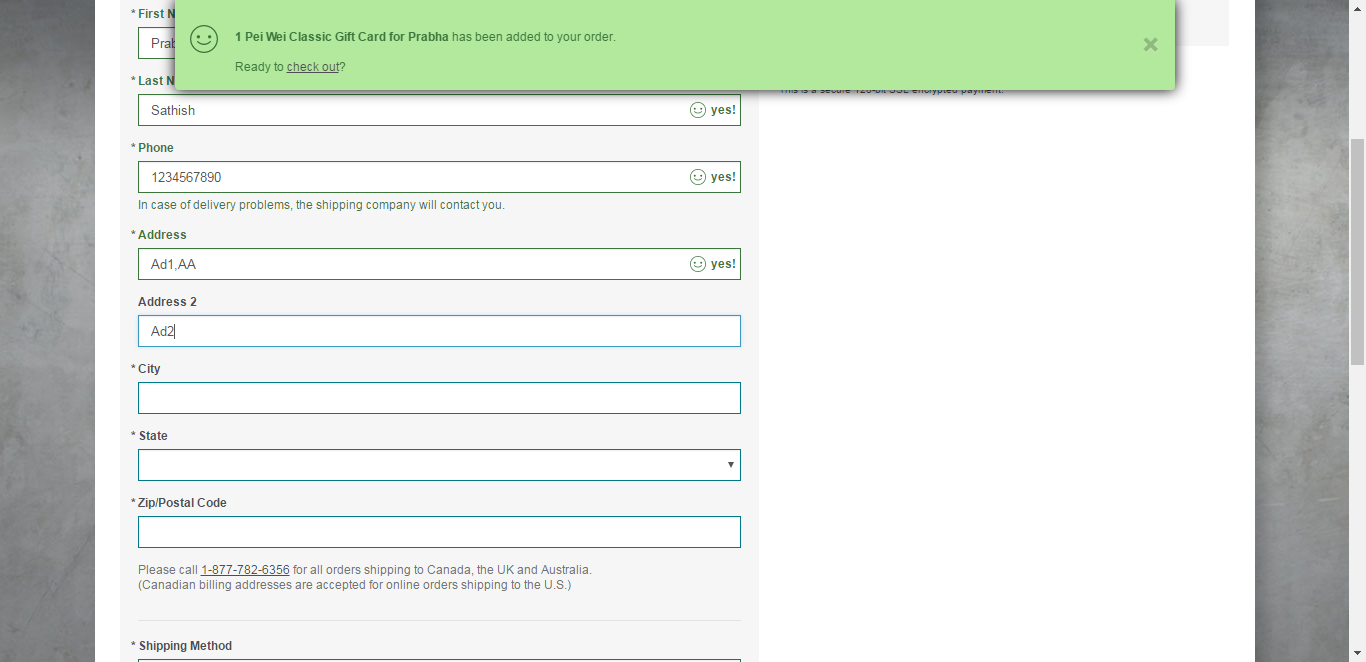 * First N
Prab
1 Pei Wei Classic Gift Card for Prabha has been added to your order.
Ready to check out?
×
* Last N
This is a secure 128-bit SSL encrypted payment.
Sathish
yes!
* Phone
1234567890
yes!
In case of delivery problems, the shipping company will contact you.
* Address
Ad1,AA
yes!
Address 2
Ad2
* City
* State
* Zip/Postal Code
Please call 1-877-782-6356 for all orders shipping to Canada, the UK and Australia.
(Canadian billing addresses are accepted for online orders shipping to the U.S.)
* Shipping Method